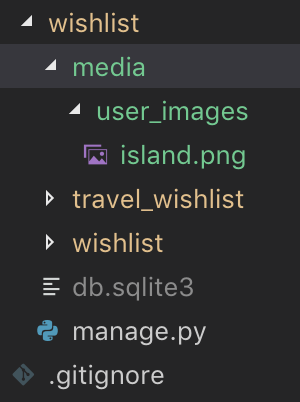 wishlist
media
user_images
island.png
travel_wishlist
wishlist
db.sqlite3
manage.py
.gitignore